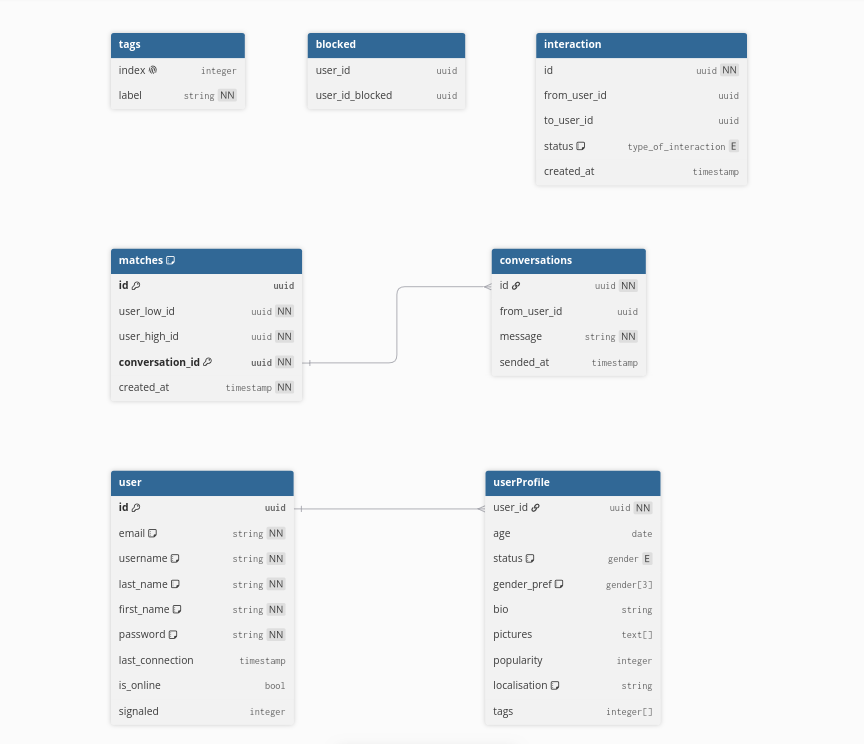 tags
index integer
label string NN
blocked
user_id uuid
user_id_blocked uuid
interaction
id uuid NN
from_user_id uuid
to_user_id uuid
status type_of_interaction E
created_at timestamp
matches
id uuid
user_low_id uuid NN
user_high_id uuid NN
conversation_id uuid NN
created_at timestamp NN
conversations
id uuid NN
from_user_id uuid
message string NN
sended_at timestamp
user
id uuid
email string NN
username string NN
last_name string NN
first_name string NN
password string NN
last_connection timestamp
is_online bool
signaled integer
userProfile
user_id uuid NN
age date
status gender E
gender_pref gender[3]
bio string
pictures text[]
popularity integer
localisation string
tags integer[]